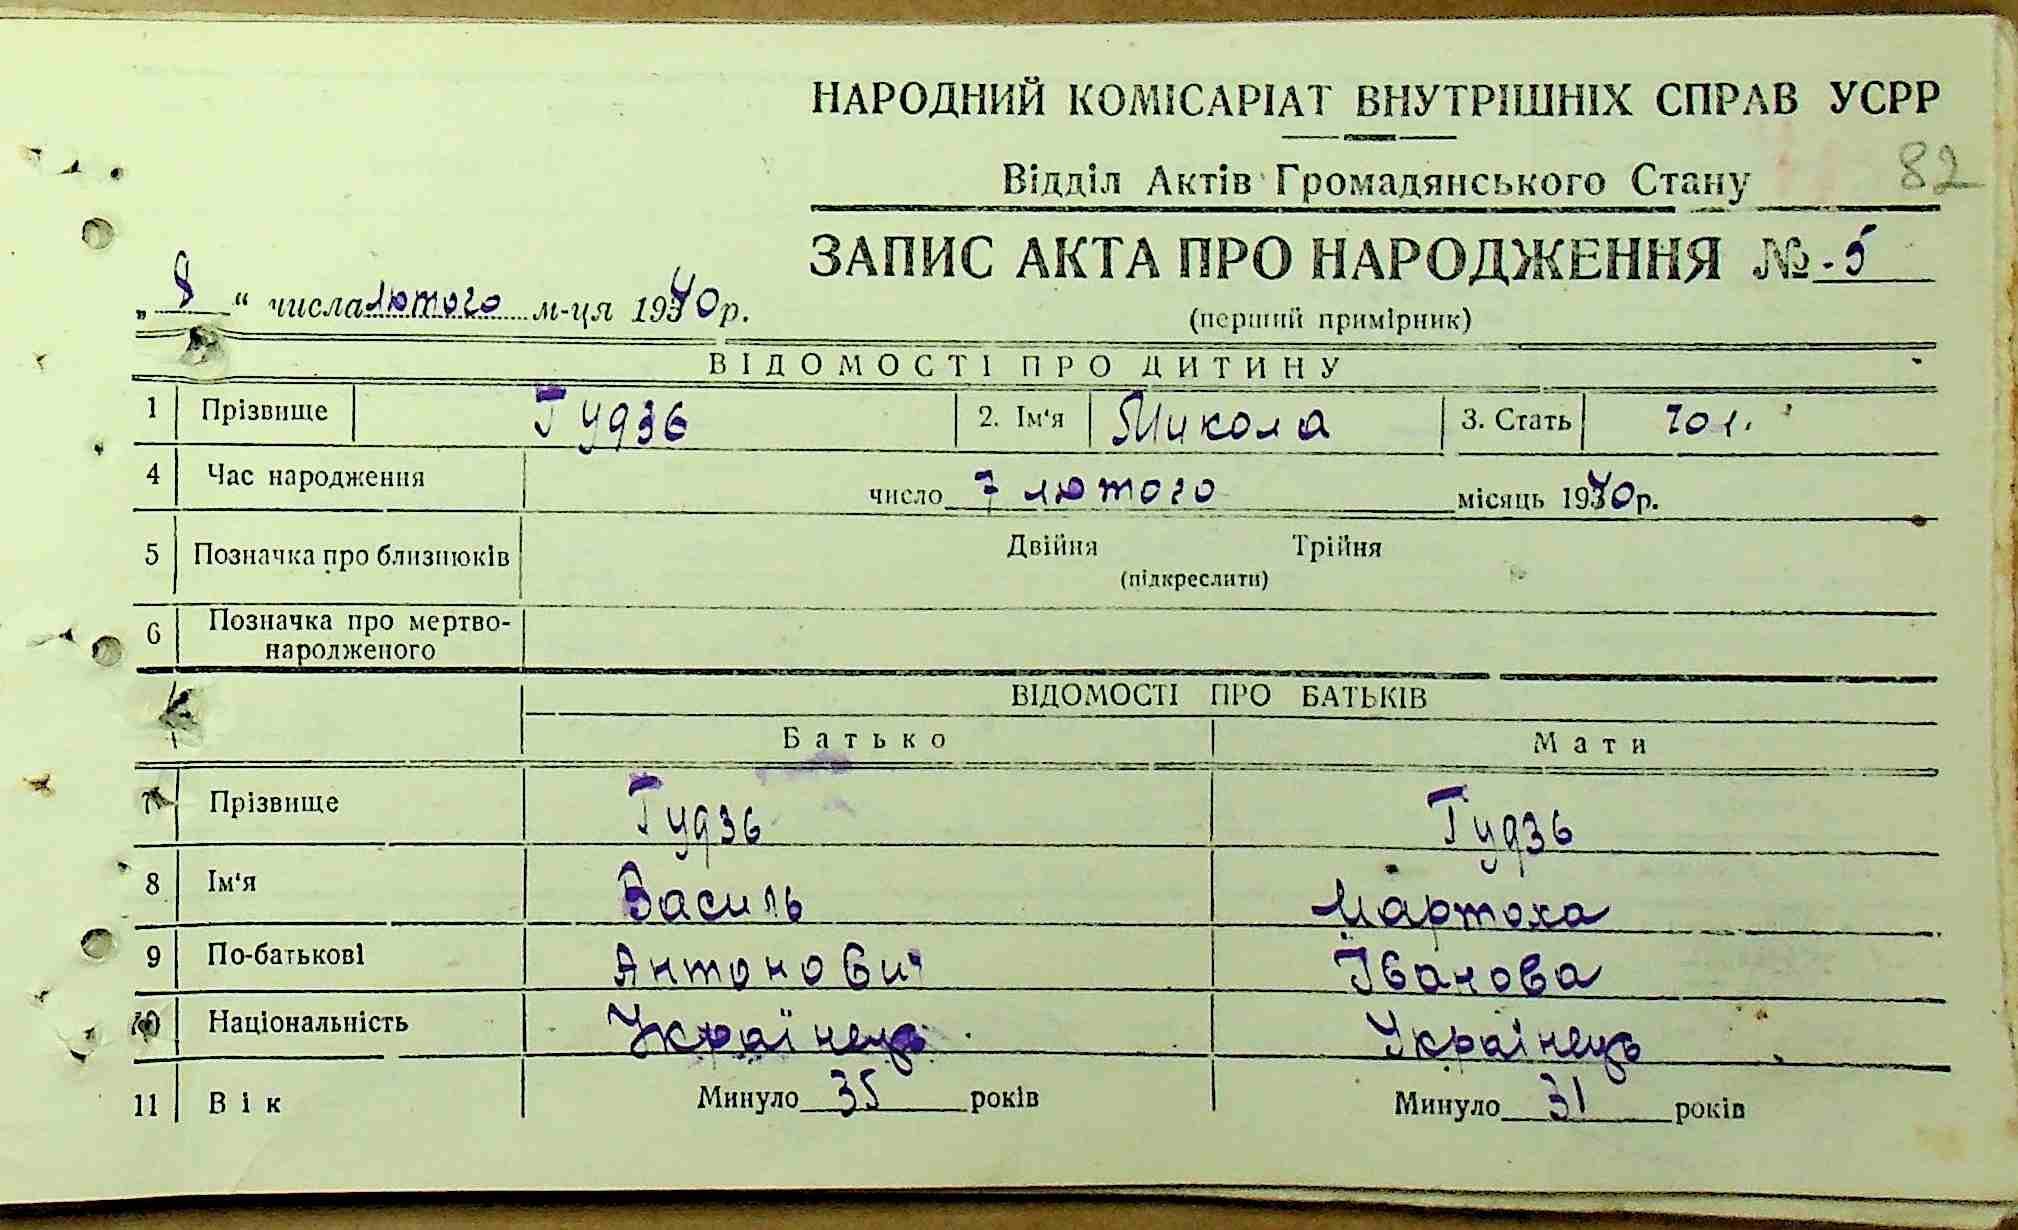 НАРОДНИЙ КОМІСАРІАТ ВНУТРІШНІХ СПРАВ УСРР
Відділ Актів Громадянського Стану 82
ЗАПИС АКТА ПРО НАРОДЖЕННЯ № 5
„8“ числа лютого м-ця 1940 р.
(перший примірник)
ВІДОМОСТІ ПРО ДИТИНУ
1 Прізвище Гудзь 2. Ім'я Микола 3. Стать чол.
4 Час народження число 7 лютого місяць 1940 р.
5 Позначка про близнюків Двійня Трійня
(підкреслити)
6 Позначка про мертво-
народженого
ВІДОМОСТІ ПРО БАТЬКІВ
Батько Мати
7 Прізвище Гудзь Гудзь
8 Ім'я Василь Мартоха
9 По-батькові Антонович Іванова
10 Національність Українець Украінець
11 Вік Минуло 35 років Минуло 31 років